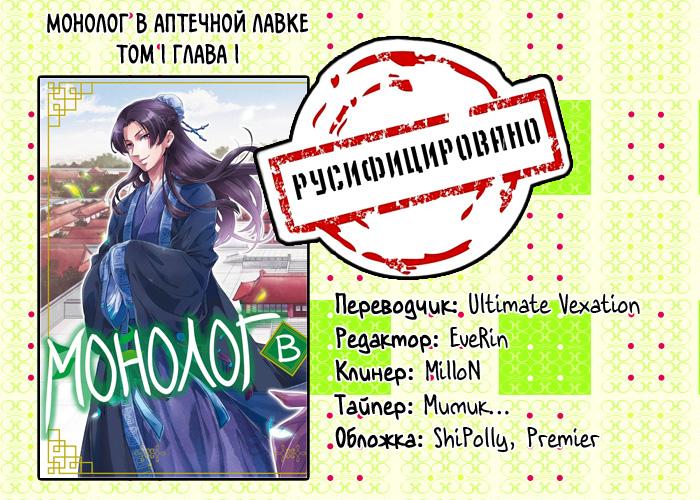 МОНОЛОГ В АПТЕЧНОЙ ЛАВКЕ
ТОМ 1 ГЛАВА 1
РУСИФИЦИРОВАНО
МОНОЛОГ В
Переводчик: Ultimate Vexation
Редактор: EveRin
Клинер: MilloN
Тайпер: Митик...
Обложка: ShiPolly, Premier